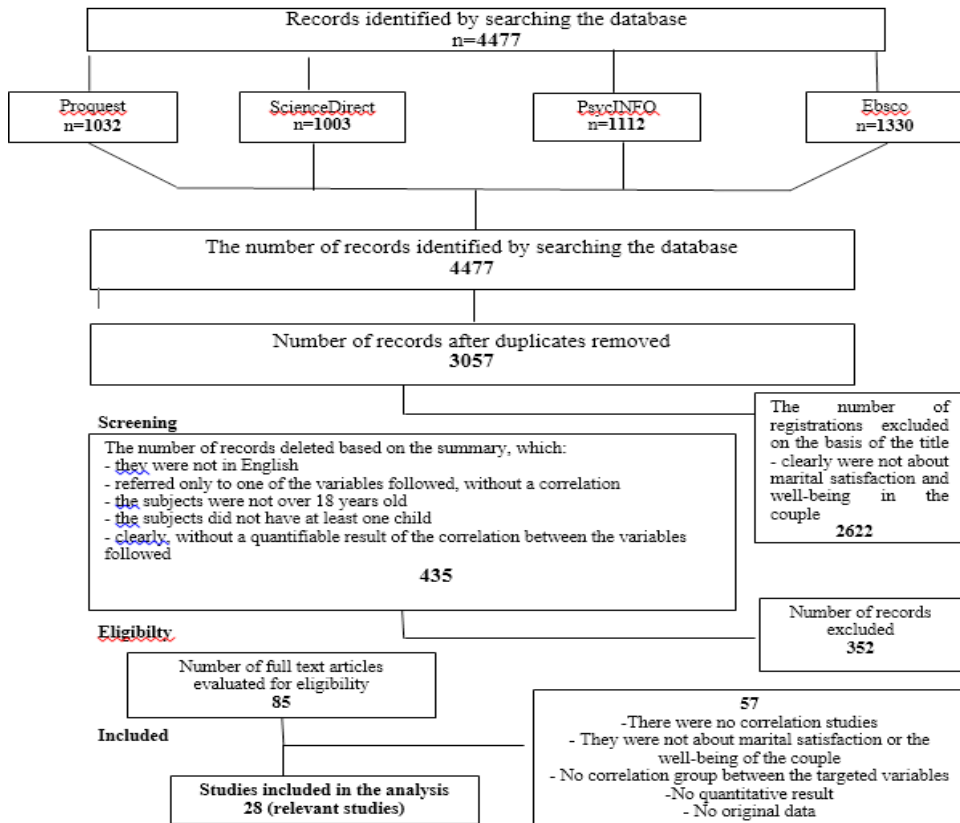 Records identified by searching the database
n=4477
Proquest
n=1032
ScienceDirect
n=1003
PsycINFO
n=1112
Ebsco
n=1330
The number of records identified by searching the database
4477
Number of records after duplicates removed
3057
The number of
registrations excluded
on the basis of the title
- clearly were not about
marital satisfaction and
well-being in the
couple
2622
Screening
The number of records deleted based on the summary, which:
- they were not in English
- referred only to one of the variables followed, without a correlation
- the subjects were not over 18 years old
- the subjects did not have at least one child
- clearly, without a quantifiable result of the correlation between the variables
followed
435
Number of records
excluded
352
Eligibilty
Number of full text articles
evaluated for eligibility
85
57
-There were no correlation studies
- They were not about marital satisfaction or the
well-being of the couple
- No correlation group between the targeted variables
-No quantitative result
- No original data
Included
Studies included in the analysis
28 (relevant studies)